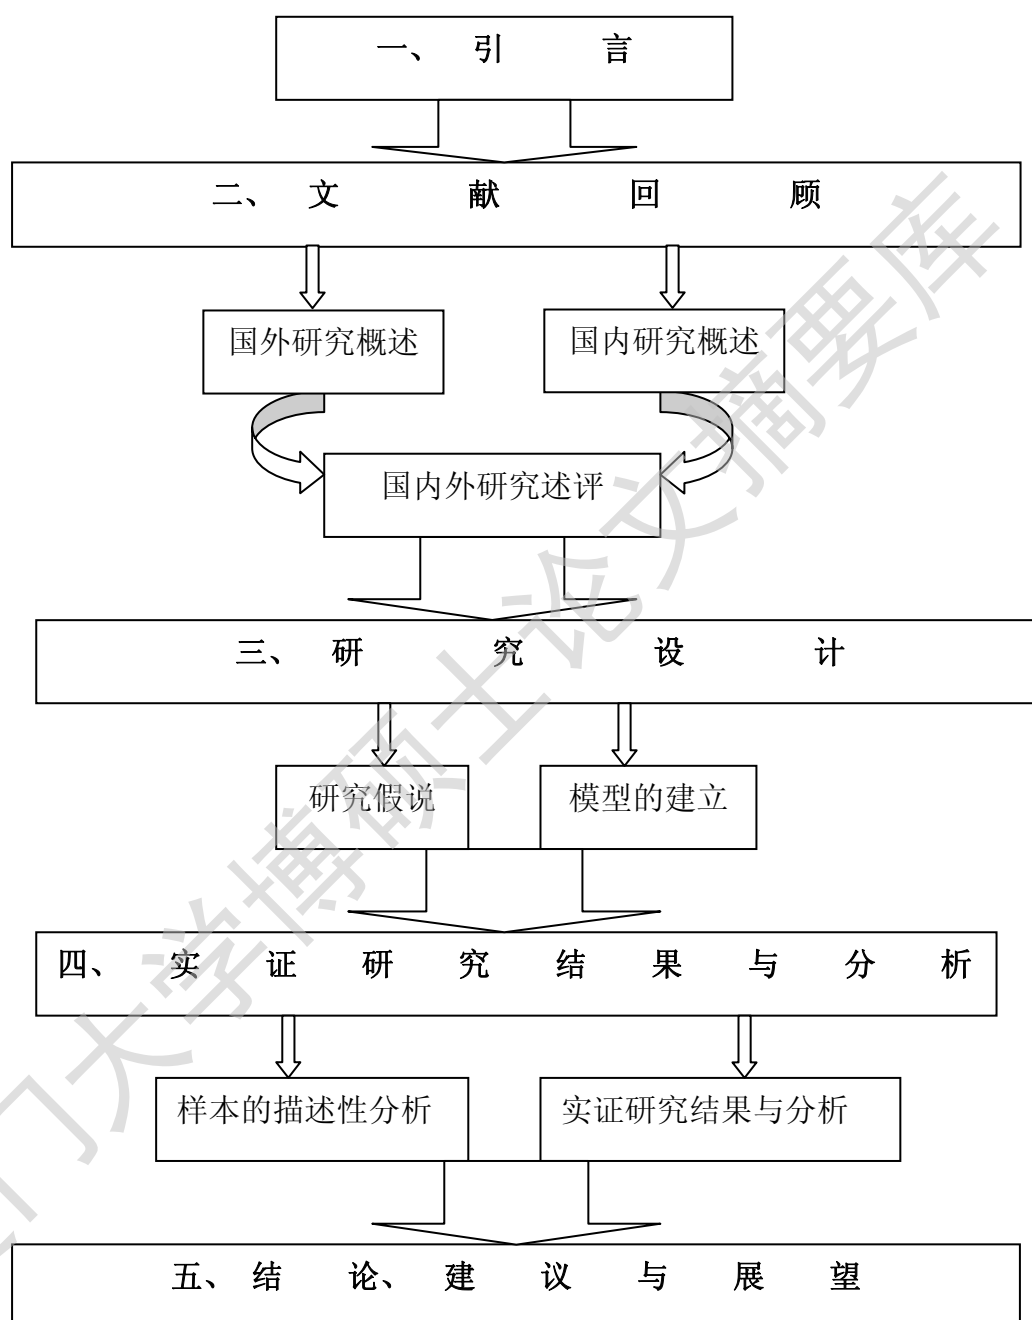 一、 引 言
二、 文 献 回 顾
国外研究概述
国内研究概述
国内外研究述评
三、 研 究 设 计
研究假说
模型的建立
四、 实 证 研 究 结 果 与 分 析
样本的描述性分析
实证研究结果与分析
五、 结 论、 建 议 与 展 望
门大学博硕士论文摘要库